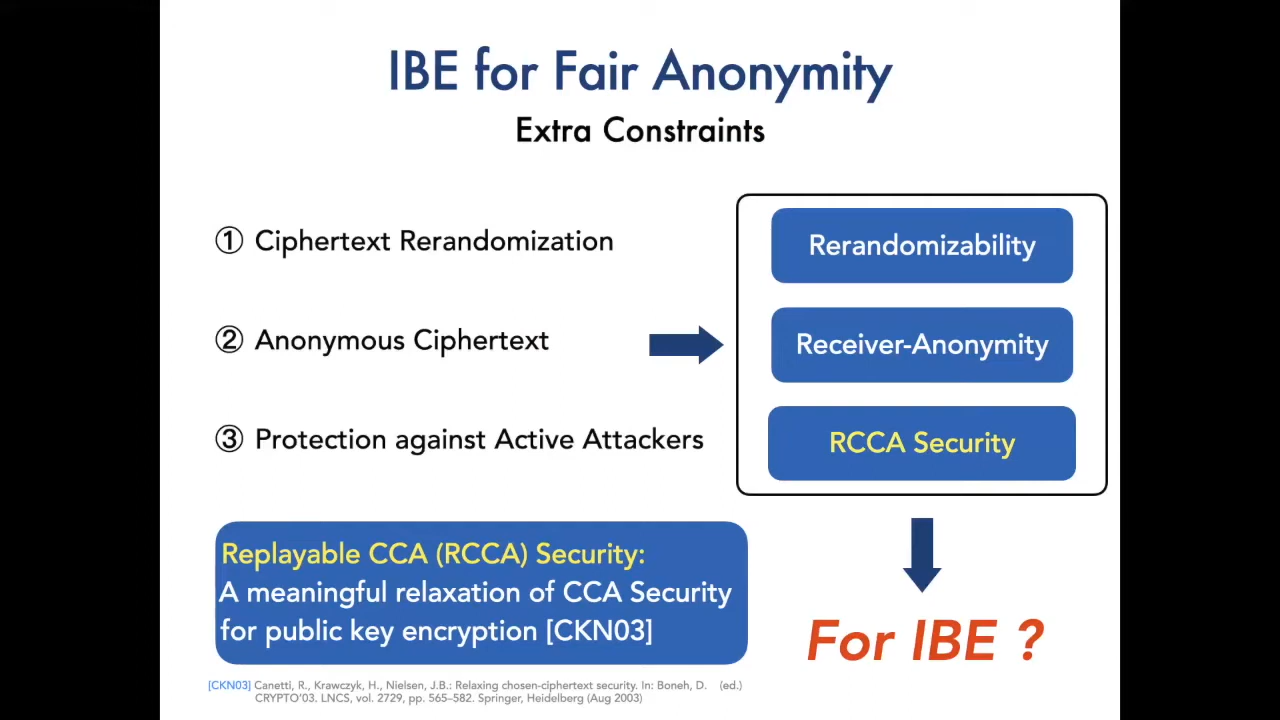 IBE for Fair Anonymity
Extra Constraints
① Ciphertext Rerandomization
② Anonymous Ciphertext
③ Protection against Active Attackers
Rerandomizability
Receiver-Anonymity
RCCA Security
Replayable CCA (RCCA) Security:
A meaningful relaxation of CCA Security
for public key encryption [CKN03]
For IBE ?
[CKN03] Canetti, R., Krawczyk, H., Nielsen, J.B.: Relaxing chosen-ciphertext security. In: Boneh, D. (ed.)
CRYPTO'03. LNCS, vol. 2729, pp. 565–582. Springer, Heidelberg (Aug 2003)